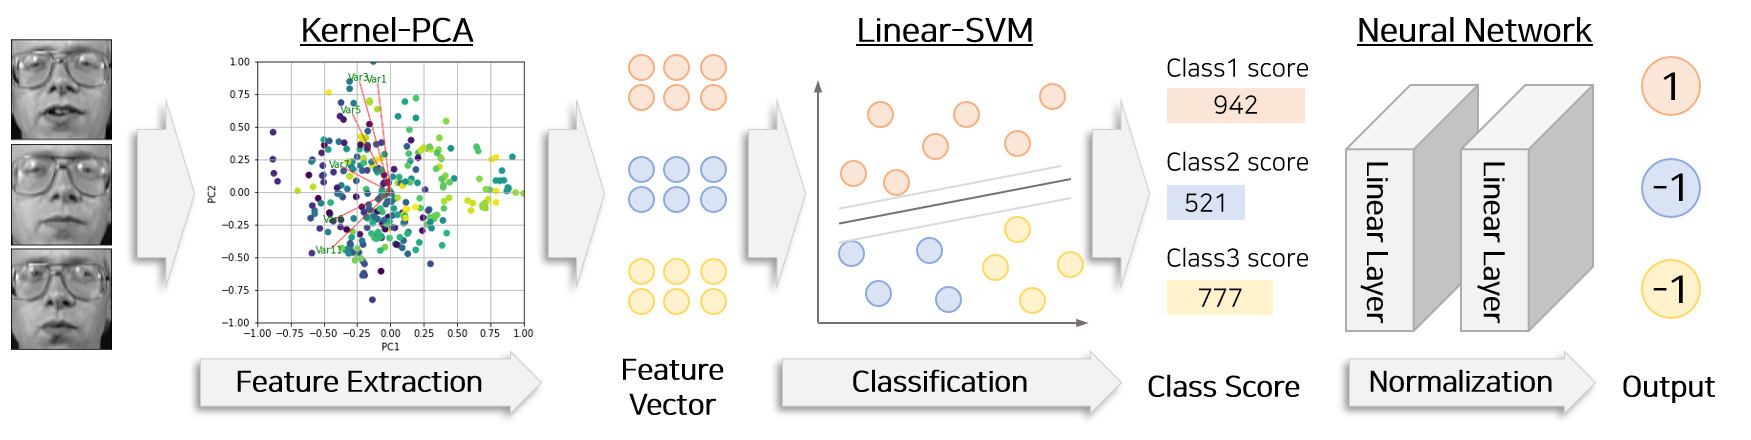 Kernel-PCA
Linear-SVM
Neural Network
1.00
0.75
0.50
0.25
0.00
−0.25
−0.50
−0.75
−1.00
PC2
Var3
Var1
Var5
Var7
Var11
−1.00 −0.75 −0.50 −0.25 0.00 0.25 0.50 0.75 1.00
PC1
Class1 score
942
Class2 score
521
Class3 score
777
Linear Layer
Linear Layer
1
-1
-1
Feature Extraction
Feature
Vector
Classification
Class Score
Normalization
Output